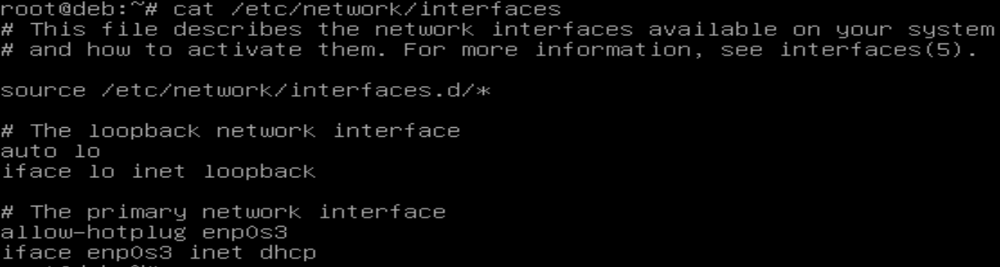 root@deb:~# cat /etc/network/interfaces
# This file describes the network interfaces available on your system
# and how to activate them. For more information, see interfaces(5).
source /etc/network/interfaces.d/*
# The loopback network interface
auto lo
iface lo inet loopback
# The primary network interface
allow-hotplug enp0s3
iface enp0s3 inet dhcp